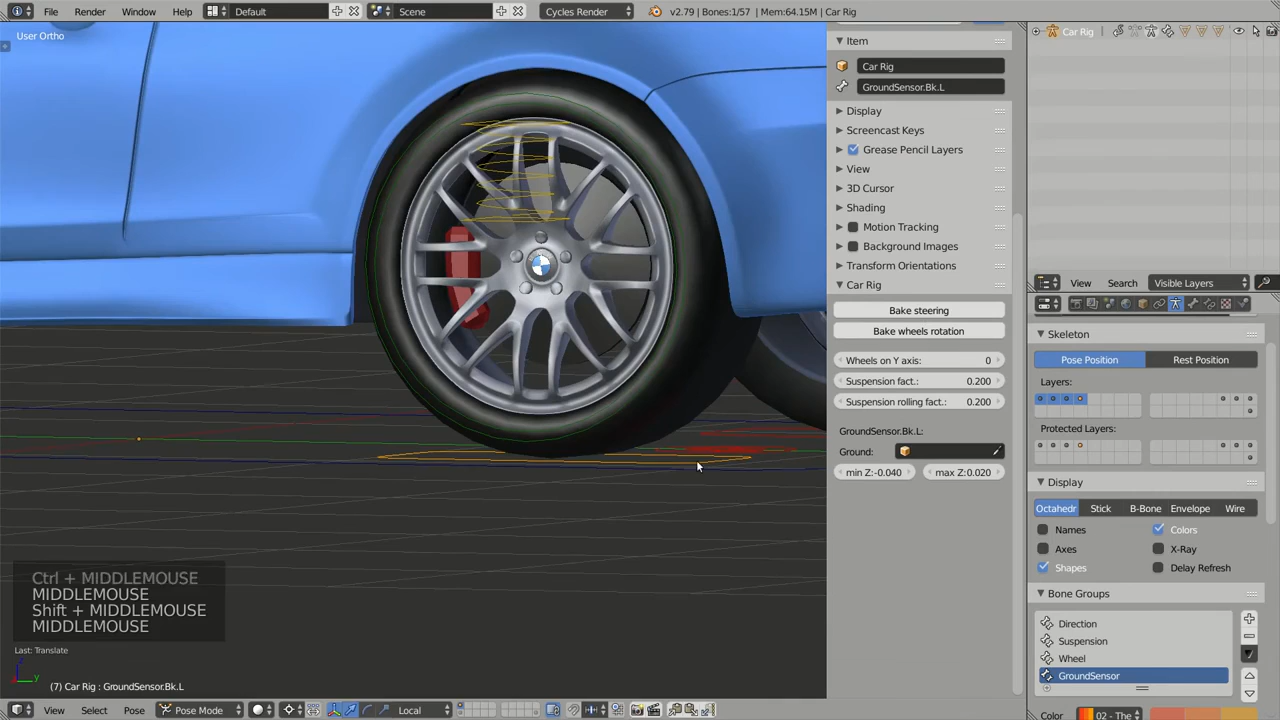 File Render Window Help Default Scene Cycles Render v2.79 | Bones:1/57 | Mem:64.15M | Car Rig
User Ortho
Item
Car Rig
GroundSensor.Bk.L
Display
Screencast Keys
Grease Pencil Layers
View
3D Cursor
Shading
Motion Tracking
Background Images
Transform Orientations
Car Rig
Bake steering
Bake wheels rotation
Wheels on Y axis: 0
Suspension fact.: 0.200
Suspension rolling fact.: 0.200
GroundSensor.Bk.L:
Ground:
min Z:-0.040 max Z:0.020
Car Rig
View Search Visible Layers
Skeleton
Pose Position Rest Position
Layers:
Protected Layers:
Display
Octahedr Stick B-Bone Envelope Wire
Names Colors
Axes X-Ray
Shapes Delay Refresh
Bone Groups
Direction
Suspension
Wheel
GroundSensor
Color 02 - The
Ctrl + MIDDLEMOUSE
MIDDLEMOUSE
Shift + MIDDLEMOUSE
MIDDLEMOUSE
Last: Translate
z
y
(7) Car Rig : GroundSensor.Bk.L
View Select Pose Pose Mode Local